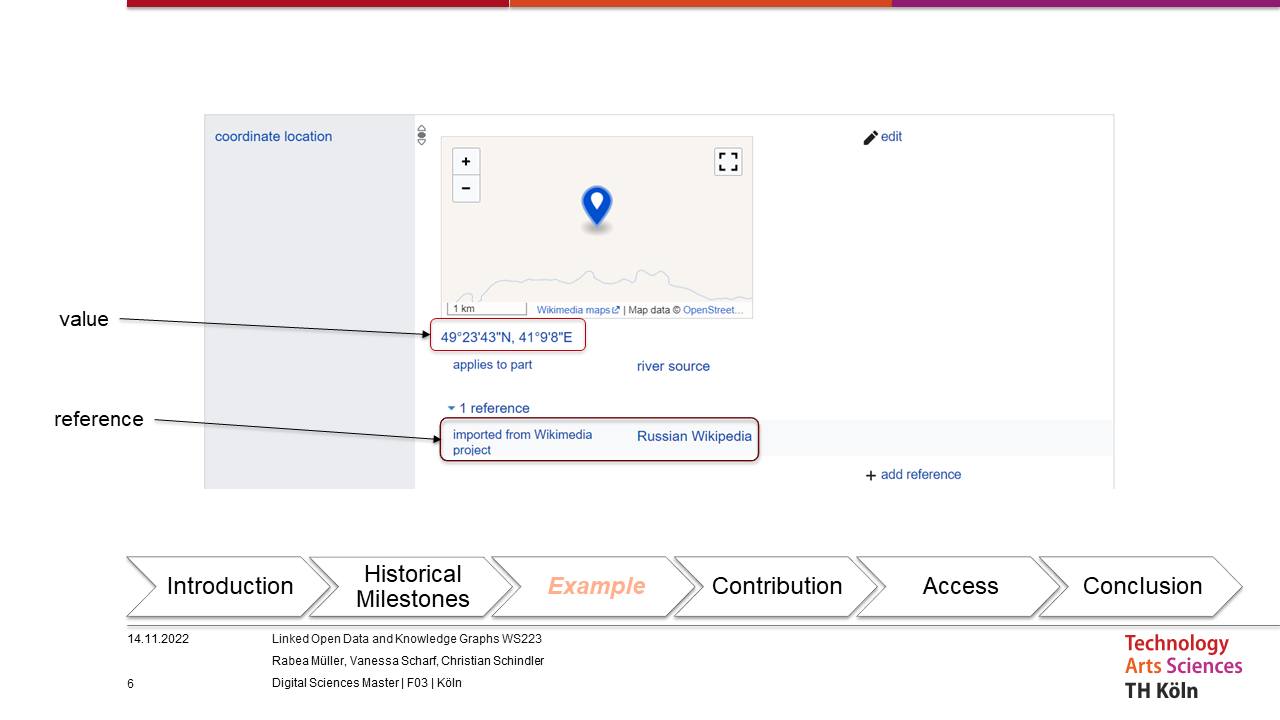 coordinate location
edit
+
−
1 km
Wikimedia maps | Map data © OpenStreet...
value
49°23'43"N, 41°9'8"E
applies to part
river source
1 reference
reference
imported from Wikimedia
project
Russian Wikipedia
+ add reference
Introduction
Historical
Milestones
Example
Contribution
Access
Conclusion
14.11.2022
Linked Open Data and Knowledge Graphs WS223
Rabea Müller, Vanessa Scharf, Christian Schindler
6
Digital Sciences Master | F03 | Köln
Technology
Arts Sciences
TH Köln